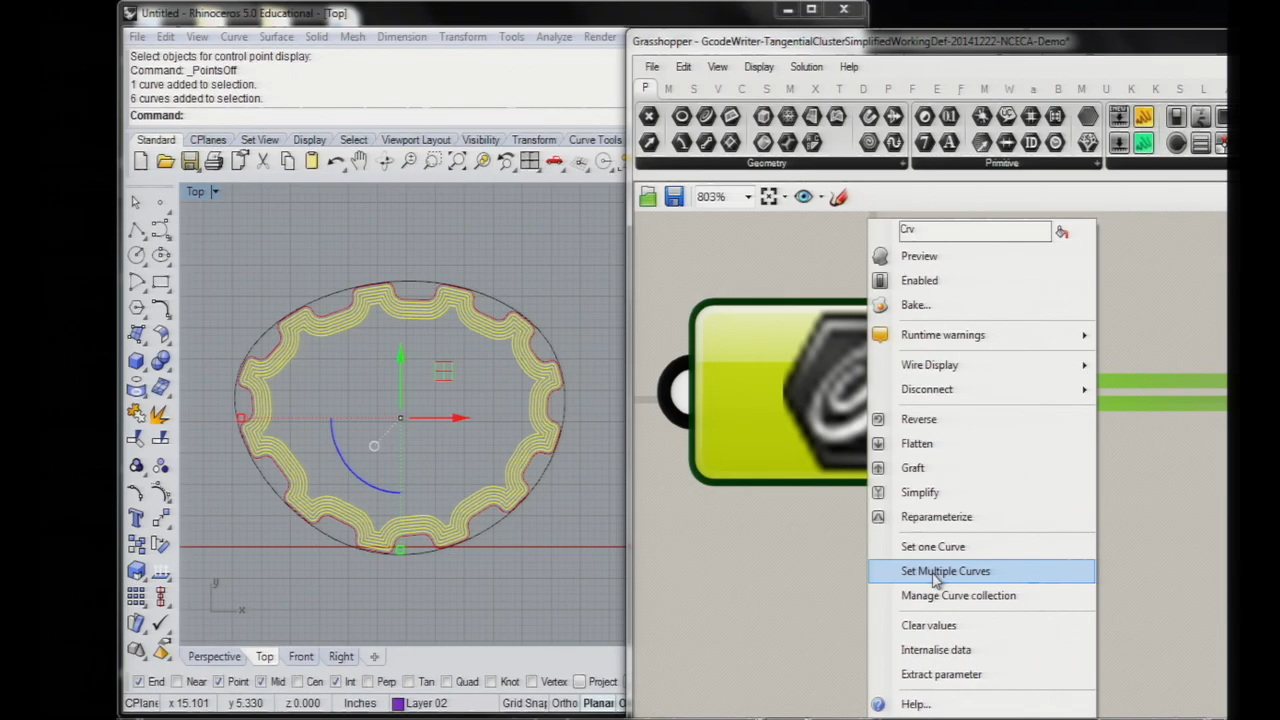 Untitled - Rhinoceros 5.0 Educational - [Top]
File Edit View Curve Surface Solid Mesh Dimension Transform Tools Analyze Render
Select objects for control point display.
Command: _PointsOff
1 curve added to selection.
6 curves added to selection.
Command:
Standard CPlanes Set View Display Select Viewport Layout Visibility Transform Curve Tools
Top
y
x
Perspective Top Front Right
End Near Point Mid Cen Int Perp Tan Quad Knot Vertex Project
CPlane x 15.101 y 5.330 z 0.000 Inches Layer 02 Grid Snap Ortho Planar
Grasshopper - GcodeWriter-TangentialClusterSimplifiedWorkingDef-20141222-NCECA-Demo*
File Edit View Display Solution Help
P M S V C S M X T D P F E F A D M W a B U K K S L
Geometry Primitive
803%
Crv
Preview
Enabled
Bake...
Runtime warnings
Wire Display
Disconnect
Reverse
Flatten
Graft
Simplify
Reparameterize
Set one Curve
Set Multiple Curves
Manage Curve collection
Clear values
Internalise data
Extract parameter
Help...